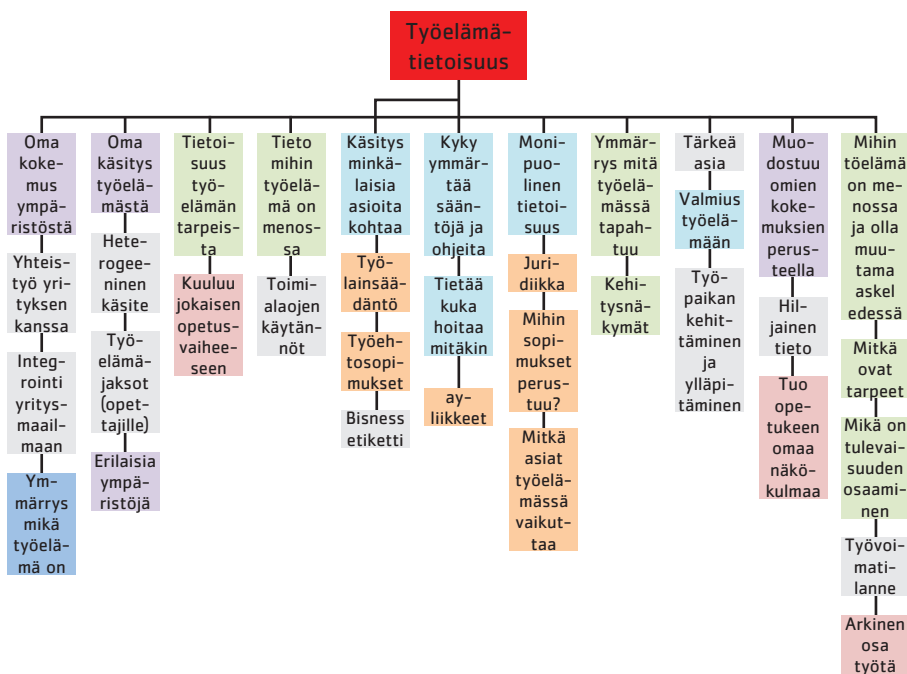 Työelämä-
tietoisuus
Oma
koke-
mus
ympä-
ristöstä
Yhteis-
työ yri-
tyksen
kanssa
Integ-
rointi
yritys-
maail-
maan
Ym-
märrys
mikä
työelä-
mä on
Oma
käsitys
työelä-
mästä
Heter-
ogee-
ninen
käsite
Työ-
elämä-
jaksot
(opet-
tajille)
Erilaisia
ympä-
ristöjä
Tietoi-
suus
työ-
elämän
tarpeis-
ta
Kuuluu
jokaisen
opetus-
vaihee-
seen
Tieto
mihin
työelä-
mä on
menos-
sa
Toimi-
alaojen
käytän-
nöt
Käsitys
minkä-
laisia
asioita
kohtaa
Työ-
lainsää-
däntö
Työeh-
tosopi-
mukset
Bisness
etiketti
Kyky
ymmär-
tää
sään-
töjä ja
ohjeita
Tietää
kuka
hoitaa
mitäkin
ay-
liikkeet
Moni-
puoli-
nen
tietoi-
suus
Juri-
diikka
Mihin
sopi-
mukset
perus-
tuu?
Mitkä
asiat
työelä-
mässä
vaikut-
taa
Ymmär-
rys mitä
työelä-
mässä
tapah-
tuu
Kehi-
tysnä-
kymät
Tärkeä
asia
Valmius
työelä-
mään
Työ-
paikan
kehit-
tämi-
nen ja
ylläpi-
täminen
Muo-
dostuu
omien
koke-
muksien
perus-
teella
Hil-
jainen
tieto
Tuo
ope-
tukeen
omaa
näkö-
kulmaa
Mihin
töelämä
on me-
nossa
ja olla
muu-
tama
askel
edessä
Mitkä
ovat
tarpeet
Mikä on
tulevai-
suuden
osaami-
nen
Työvoi-
mati-
lanne
Arkinen
osa
työtä